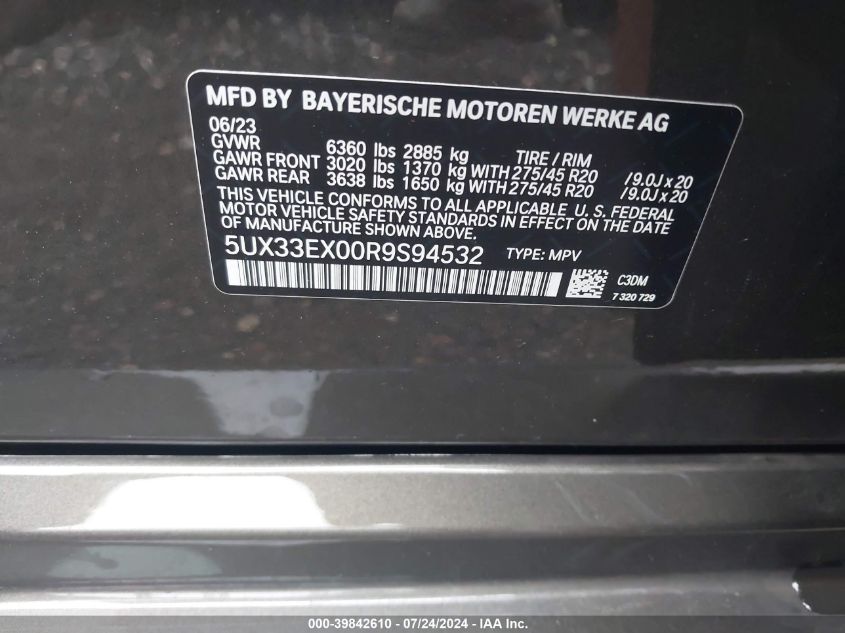 MFD BY BAYERISCHE MOTOREN WERKE AG
06/23
GVWR 6360 lbs 2885 kg TIRE / RIM
GAWR FRONT 3020 lbs 1370 kg WITH 275/45 R20 /9.0J x 20
GAWR REAR 3638 lbs 1650 kg WITH 275/45 R20 /9.0J x 20
THIS VEHICLE CONFORMS TO ALL APPLICABLE U. S. FEDERAL
MOTOR VEHICLE SAFETY STANDARDS IN EFFECT ON THE DATE
OF MANUFACTURE SHOWN ABOVE.
5UX33EX00R9S94532 TYPE: MPV
C3DM
7 320 729
000-39842610 / 07/24/2024 - IAA Inc.